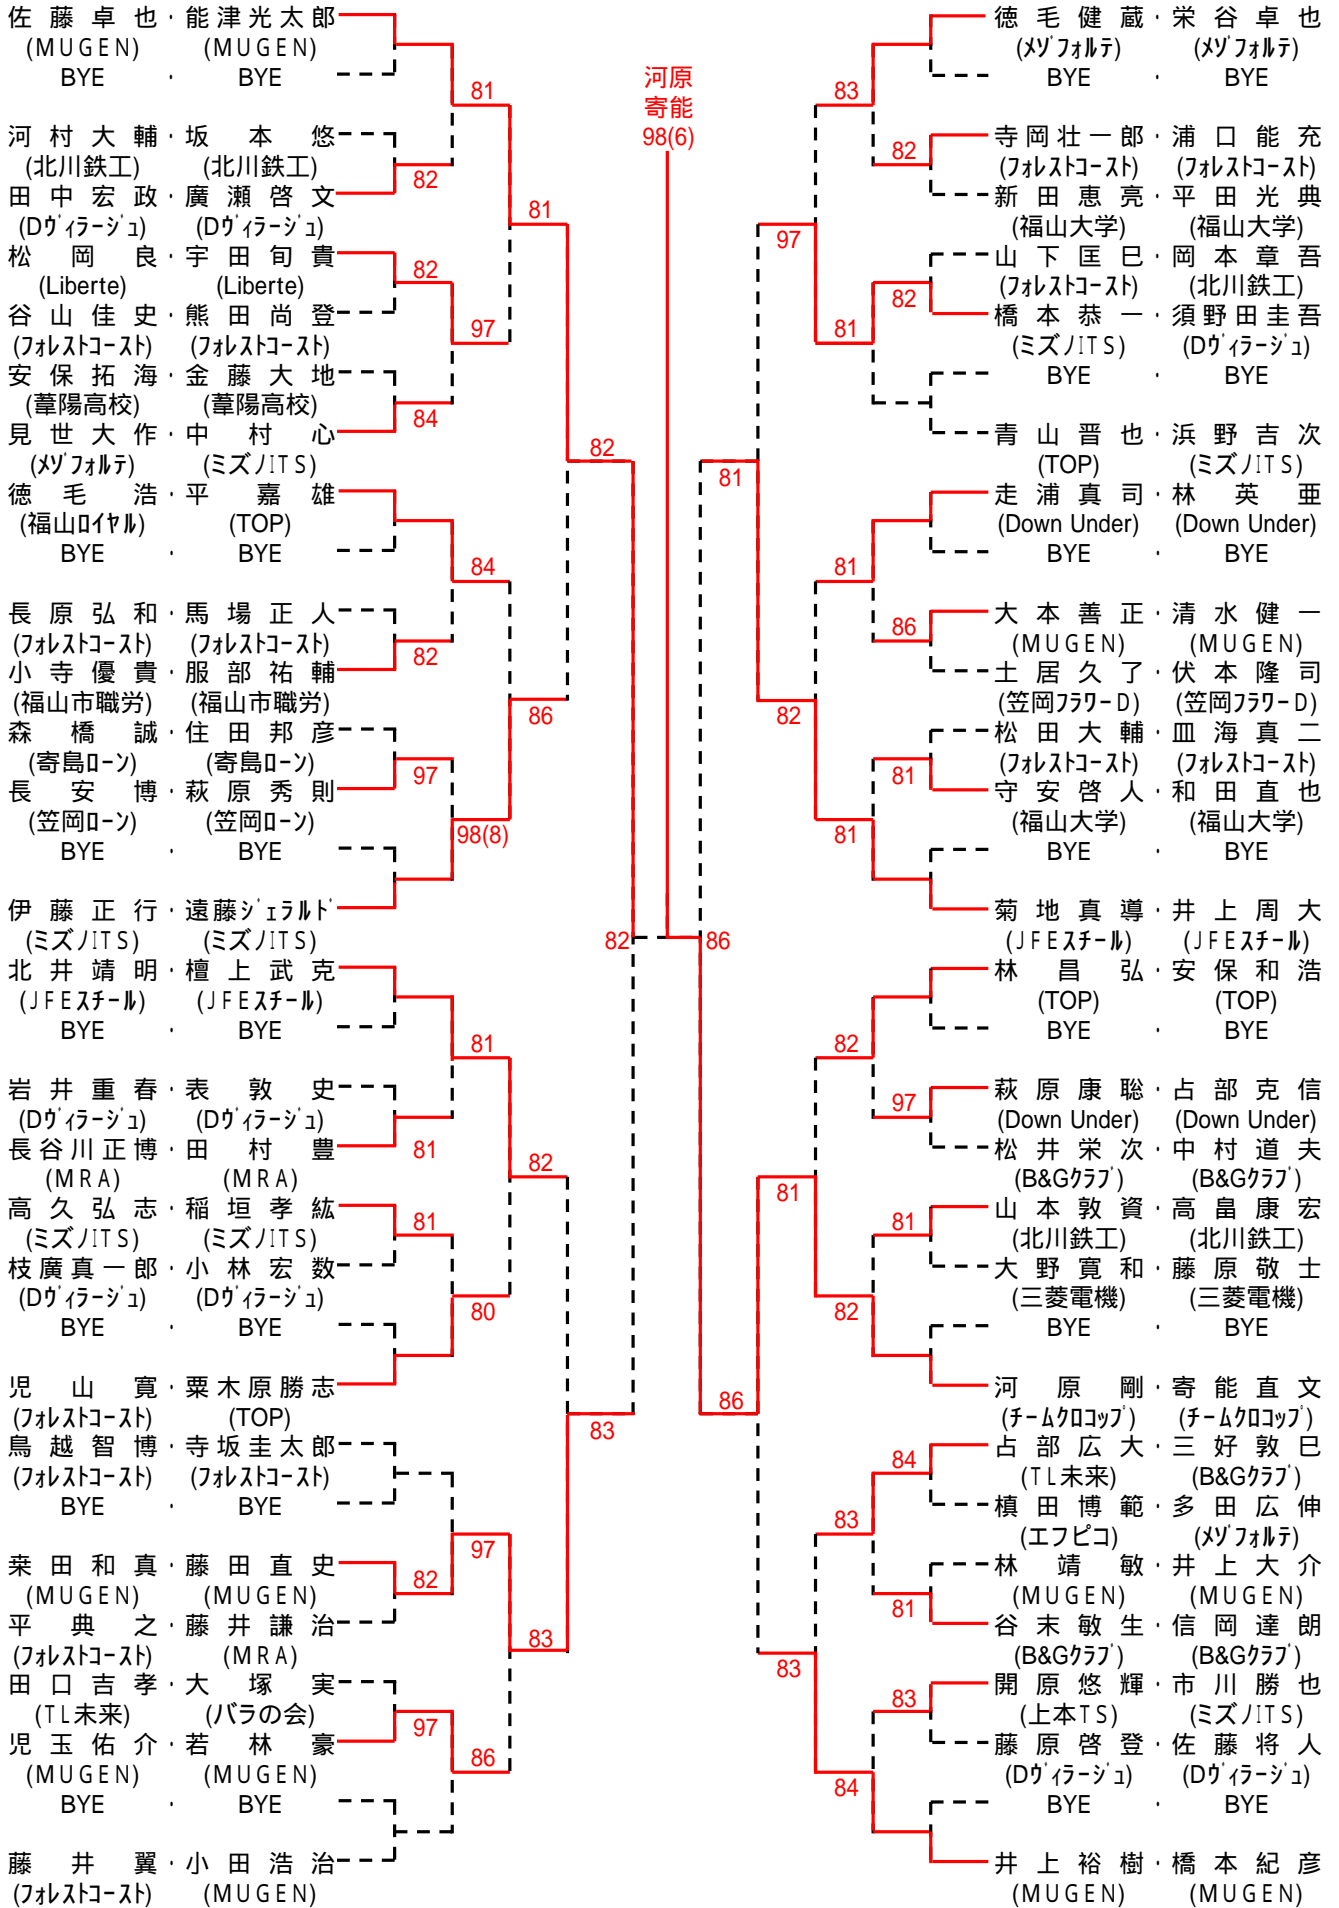 佐藤卓也・能津光太郎
(MUGEN) (MUGEN)
BYE ・ BYE
81
河村大輔・坂本悠
(北川鉄工) (北川鉄工)
82
田中宏政・廣瀬啓文
(Dヴィラージュ) (Dヴィラージュ)
81
松岡良・宇田旬貴
(Liberte) (Liberte)
82
谷山佳史・熊田尚登
(フォレストコースト) (フォレストコースト)
97
安保拓海・金藤大地
(葦陽高校) (葦陽高校)
84
見世大作・中村心
(メゾフォルテ) (ミズノITS)
82
徳毛浩・平嘉雄
(福山ロイヤル) (TOP)
BYE ・ BYE
84
長原弘和・馬場正人
(フォレストコースト) (フォレストコースト)
82
小寺優貴・服部祐輔
(福山市職労) (福山市職労)
86
森橋誠・住田邦彦
(寄島ローン) (寄島ローン)
97
長安博・萩原秀則
(笠岡ローン) (笠岡ローン)
98(8)
BYE ・ BYE
伊藤正行・遠藤ジェラルド
(ミズノITS) (ミズノITS)
82
北井靖明・檀上武克
(JFEスチール) (JFEスチール)
BYE ・ BYE
81
岩井重春・表敦史
(Dヴィラージュ) (Dヴィラージュ)
長谷川正博・田村豊
81
(MRA) (MRA)
82
高久弘志・稲垣孝紘
(ミズノITS) (ミズノITS)
81
枝廣真一郎・小林宏数
(Dヴィラージュ) (Dヴィラージュ)
80
BYE ・ BYE
児山寛・粟木原勝志
(フォレストコースト) (TOP)
83
鳥越智博・寺坂圭太郎
(フォレストコースト) (フォレストコースト)
BYE ・ BYE
97
桒田和真・藤田直史
(MUGEN) (MUGEN)
82
平典之・藤井謙治
(フォレストコースト) (MRA)
83
田口吉孝・大塚実
(TL未来) (バラの会)
97
児玉佑介・若林豪
(MUGEN) (MUGEN)
86
BYE ・ BYE
藤井翼・小田浩治
(フォレストコースト) (MUGEN)
河原
寄能
98(6)
徳毛健蔵・栄谷卓也
(メゾフォルテ) (メゾフォルテ)
BYE ・ BYE
83
寺岡壮一郎・浦口能充
82
(フォレストコースト) (フォレストコースト)
新田恵亮・平田光典
(福山大学) (福山大学)
97
山下匡巳・岡本章吾
(フォレストコースト) (北川鉄工)
82
橋本恭一・須野田圭吾
(ミズノITS) (Dヴィラージュ)
81
BYE ・ BYE
青山晋也・浜野吉次
(TOP) (ミズノITS)
81
走浦真司・林英亜
(Down Under) (Down Under)
BYE ・ BYE
81
大本善正・清水健一
86
(MUGEN) (MUGEN)
土居久了・伏本隆司
(笠岡フラワーD) (笠岡フラワーD)
82
松田大輔・皿海真二
(フォレストコースト) (フォレストコースト)
81
守安啓人・和田直也
(福山大学) (福山大学)
81
BYE ・ BYE
菊地真導・井上周大
(JFEスチール) (JFEスチール)
86
林昌弘・安保和浩
(TOP) (TOP)
BYE ・ BYE
82
萩原康聡・占部克信
97
(Down Under) (Down Under)
松井栄次・中村道夫
(B&Gクラブ) (B&Gクラブ)
81
山本敦資・高畠康宏
81
(北川鉄工) (北川鉄工)
大野寛和・藤原敬士
(三菱電機) (三菱電機)
82
BYE ・ BYE
河原剛・寄能直文
(チームクロコップ) (チームクロコップ)
86
占部広大・三好敦巳
84
(TL未来) (B&Gクラブ)
槙田博範・多田広伸
(エフピコ) (メゾフォルテ)
83
林靖敏・井上大介
(MUGEN) (MUGEN)
81
谷末敏生・信岡達朗
(B&Gクラブ) (B&Gクラブ)
83
開原悠輝・市川勝也
83
(上本TS) (ミズノITS)
藤原啓登・佐藤将人
(Dヴィラージュ) (Dヴィラージュ)
84
BYE ・ BYE
井上裕樹・橋本紀彦
(MUGEN) (MUGEN)